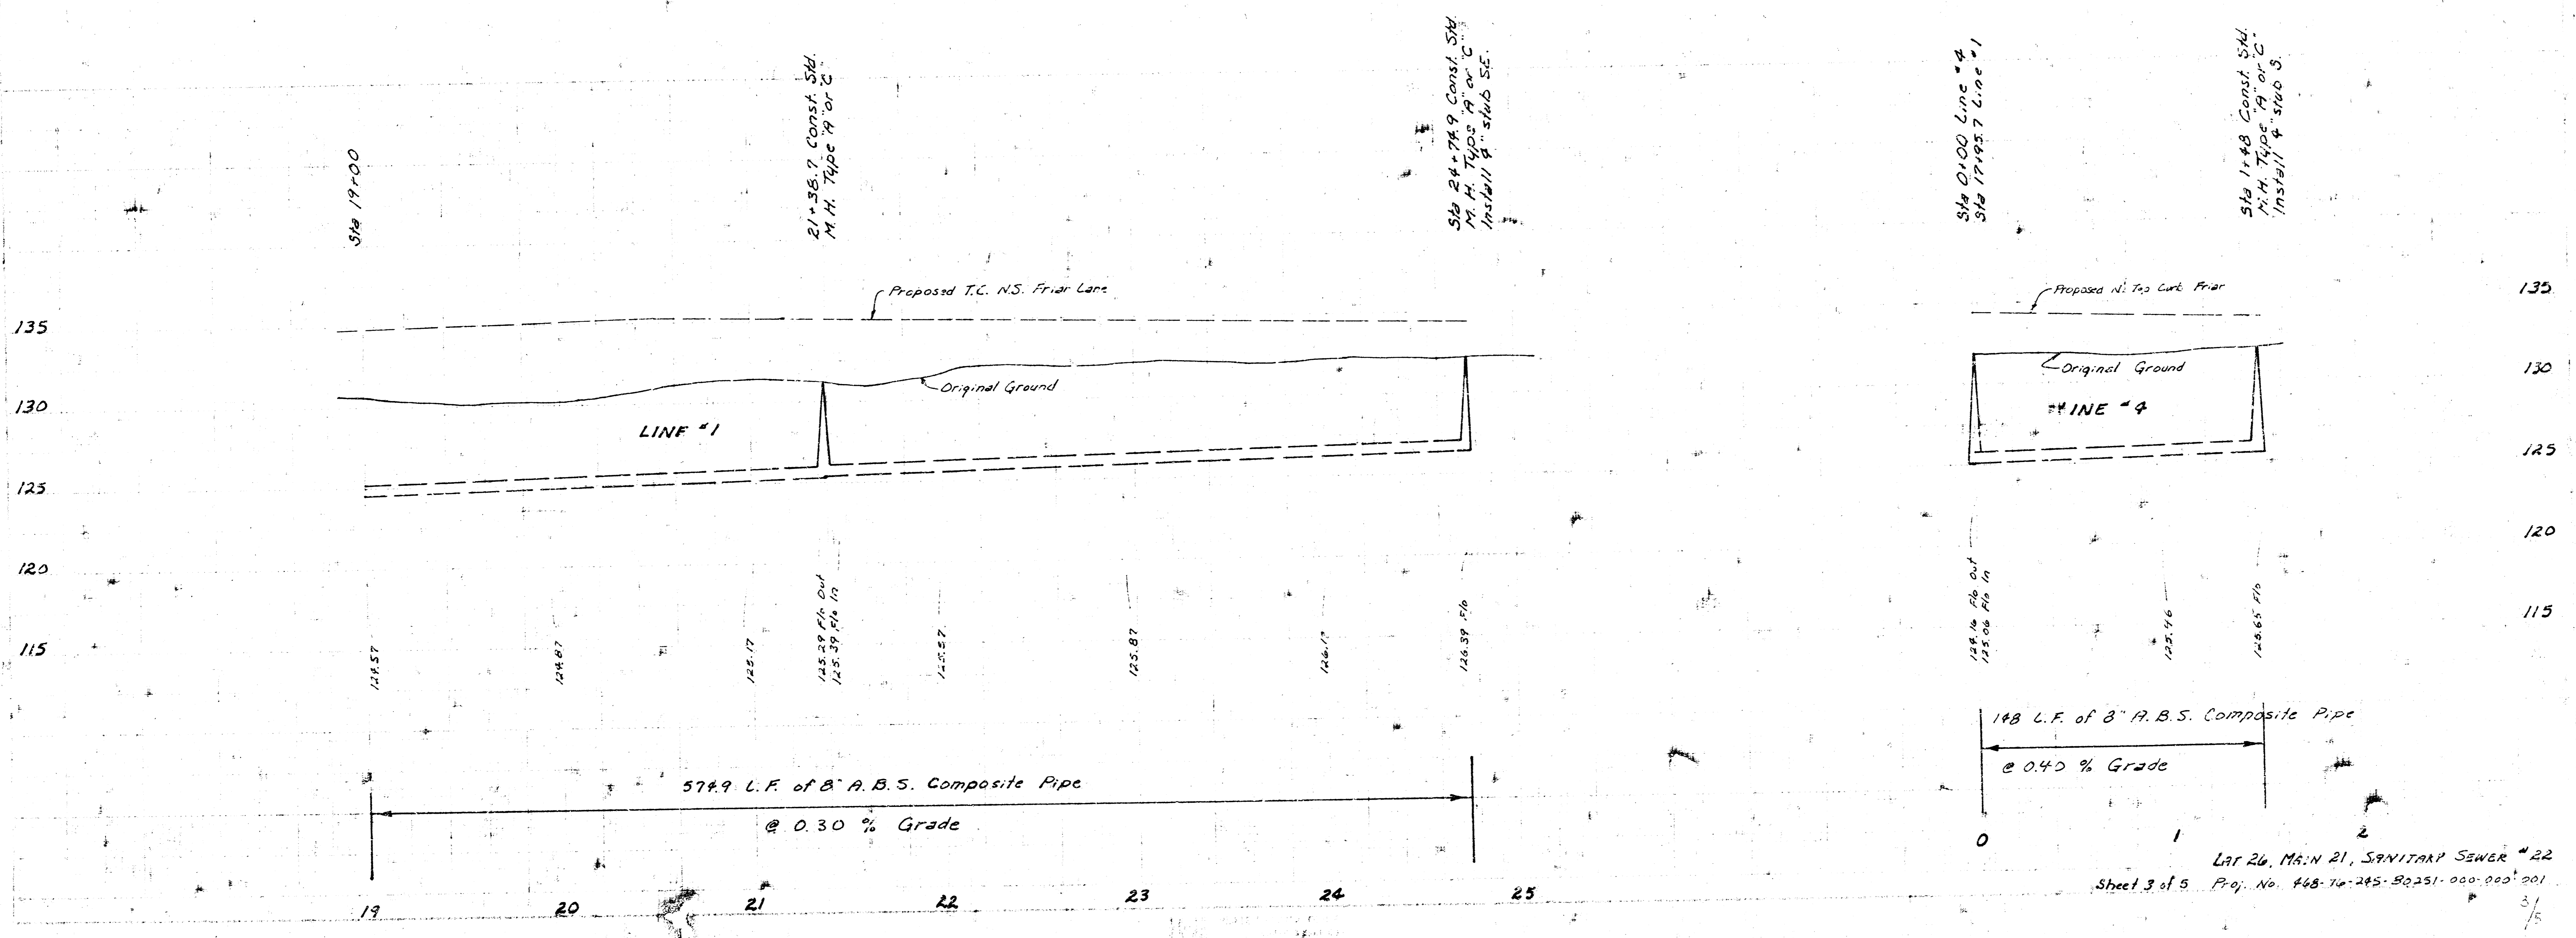 Sta 19+00
21+38.7 Const. Std.
M.H. Type "A" or "C"
Sta 24+74.9 Const. Std.
M.H. Type "A" or "C"
Install 4" stub SE.
Sta 0+00 Line #4
Sta 17+95.7 Line #1
Sta 1+48 Const. Std.
M.H. Type "A" or "C"
Install 4" stub S.
Proposed T.C. N.S. Friar Lane
Proposed N. Top Curb Friar
135
135
Original Ground
Original Ground
130
130
LINE #1
LINE #4
125
125
120
120
115
115
124.57
124.87
125.17
125.29 Flo Out
125.39 Flo In
125.57
125.87
126.17
126.39 Flo
124.16 Flo Out
125.06 Flo In
125.46
125.65 Flo
148 L.F. of 8" A.B.S. Composite Pipe
@ 0.40 % Grade
574.9 L.F. of 8" A.B.S. Composite Pipe
@ 0.30 % Grade
0 1 2
Lat 26, Main 21, Sanitary Sewer #22
Sheet 3 of 5 Proj. No. 468-76-245-80251-000-000-001
19 20 21 22 23 24 25
3/5